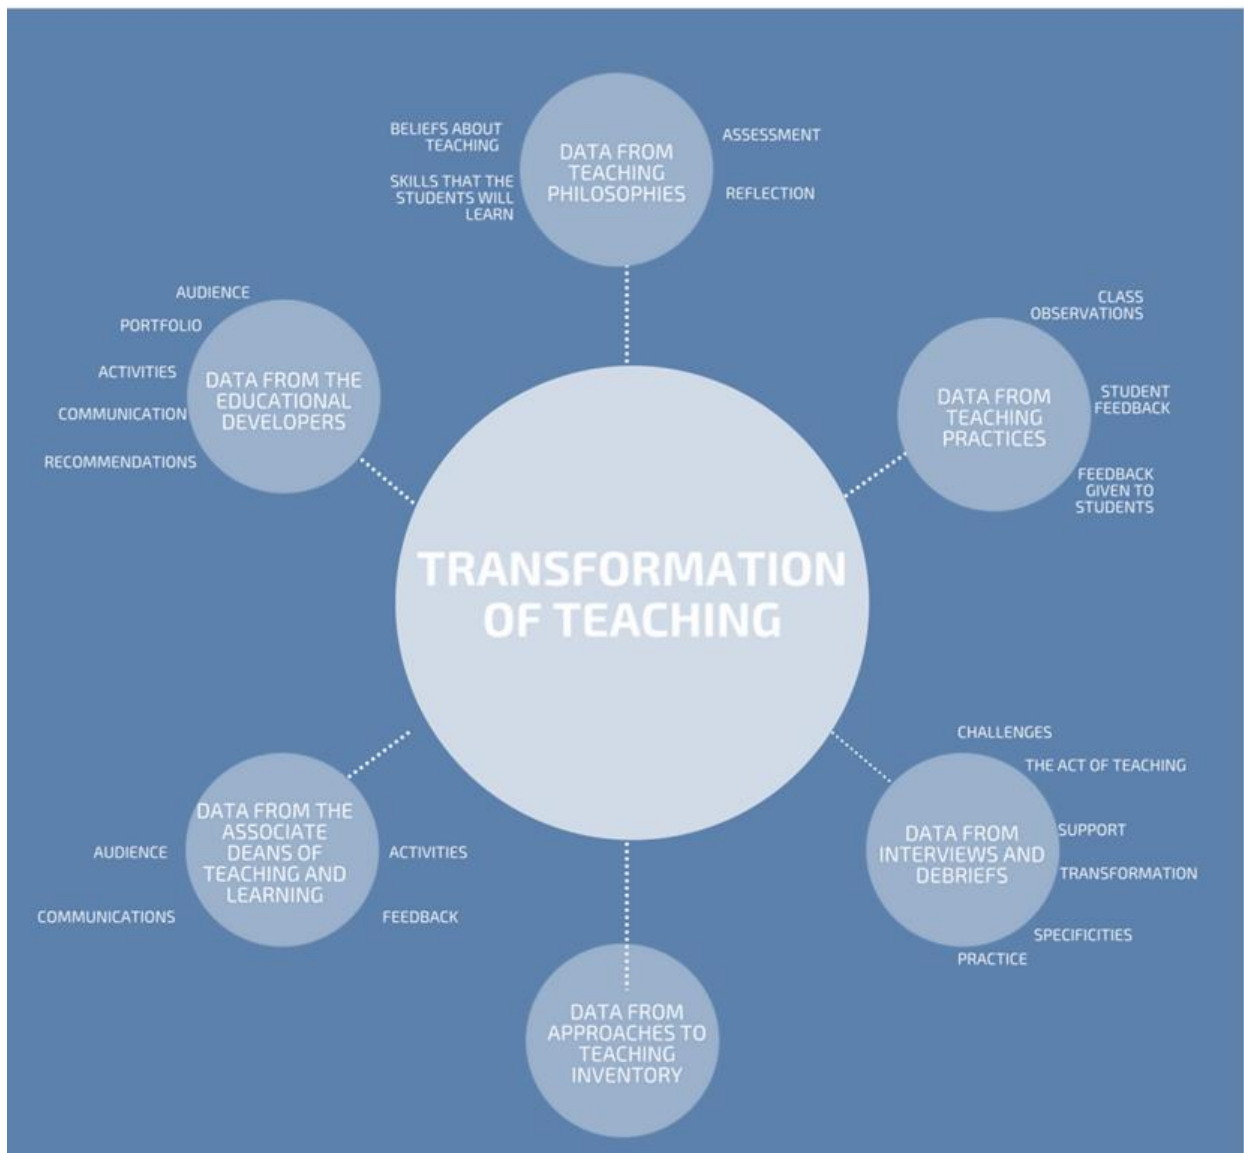 BELIEFS ABOUT
TEACHING
SKILLS THAT THE
STUDENTS WILL
LEARN
DATA FROM
TEACHING
PHILOSOPHIES
ASSESSMENT
REFLECTION
AUDIENCE
PORTFOLIO
ACTIVITIES
COMMUNICATION
RECOMMENDATIONS
DATA FROM THE
EDUCATIONAL
DEVELOPERS
CLASS
OBSERVATIONS
DATA FROM
TEACHING
PRACTICES
STUDENT
FEEDBACK
FEEDBACK
GIVEN TO
STUDENTS
TRANSFORMATION
OF TEACHING
DATA FROM THE
ASSOCIATE
DEANS OF
TEACHING AND
LEARNING
AUDIENCE
COMMUNICATIONS
ACTIVITIES
FEEDBACK
CHALLENGES
THE ACT OF TEACHING
DATA FROM
INTERVIEWS AND
DEBRIEFS
SUPPORT
TRANSFORMATION
SPECIFICITIES
PRACTICE
DATA FROM
APPROACHES TO
TEACHING
INVENTORY